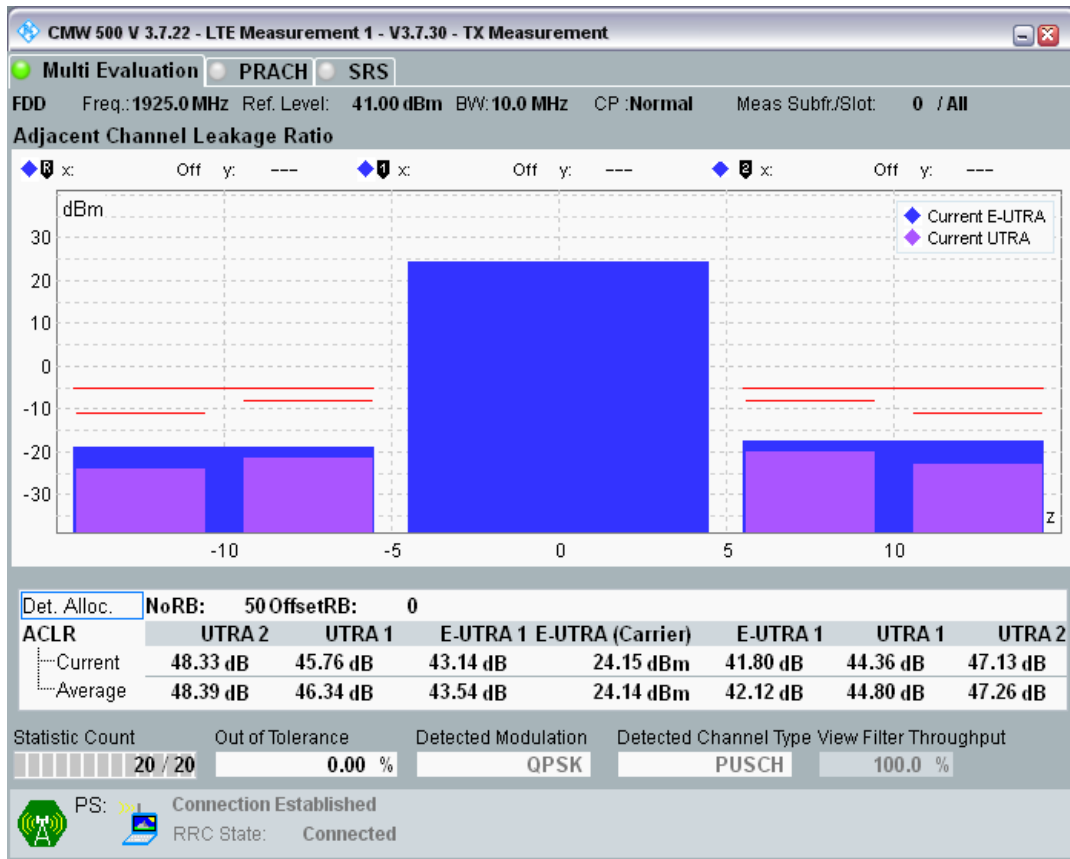 CMW 500 V 3.7.22 - LTE Measurement 1 - V3.7.30 - TX Measurement
Multi Evaluation PRACH SRS
FDD Freq.: 1925.0 MHz Ref. Level: 41.00 dBm BW: 10.0 MHz CP :Normal Meas Subfr./Slot: 0 / All
Adjacent Channel Leakage Ratio
R x: Off y: --- 1 x: Off y: --- 2 x: Off y: ---
dBm
Current E-UTRA
Current UTRA
30
20
10
0
-10
-20
-30
z
-10 -5 0 5 10
Det. Alloc. NoRB: 50 OffsetRB: 0
ACLR UTRA 2 UTRA 1 E-UTRA 1 E-UTRA (Carrier) E-UTRA 1 UTRA 1 UTRA 2
Current 48.33 dB 45.76 dB 43.14 dB 24.15 dBm 41.80 dB 44.36 dB 47.13 dB
Average 48.39 dB 46.34 dB 43.54 dB 24.14 dBm 42.12 dB 44.80 dB 47.26 dB
Statistic Count Out of Tolerance Detected Modulation Detected Channel Type View Filter Throughput
20 / 20 0.00 % QPSK PUSCH 100.0 %
PS: Connection Established
RRC State: Connected